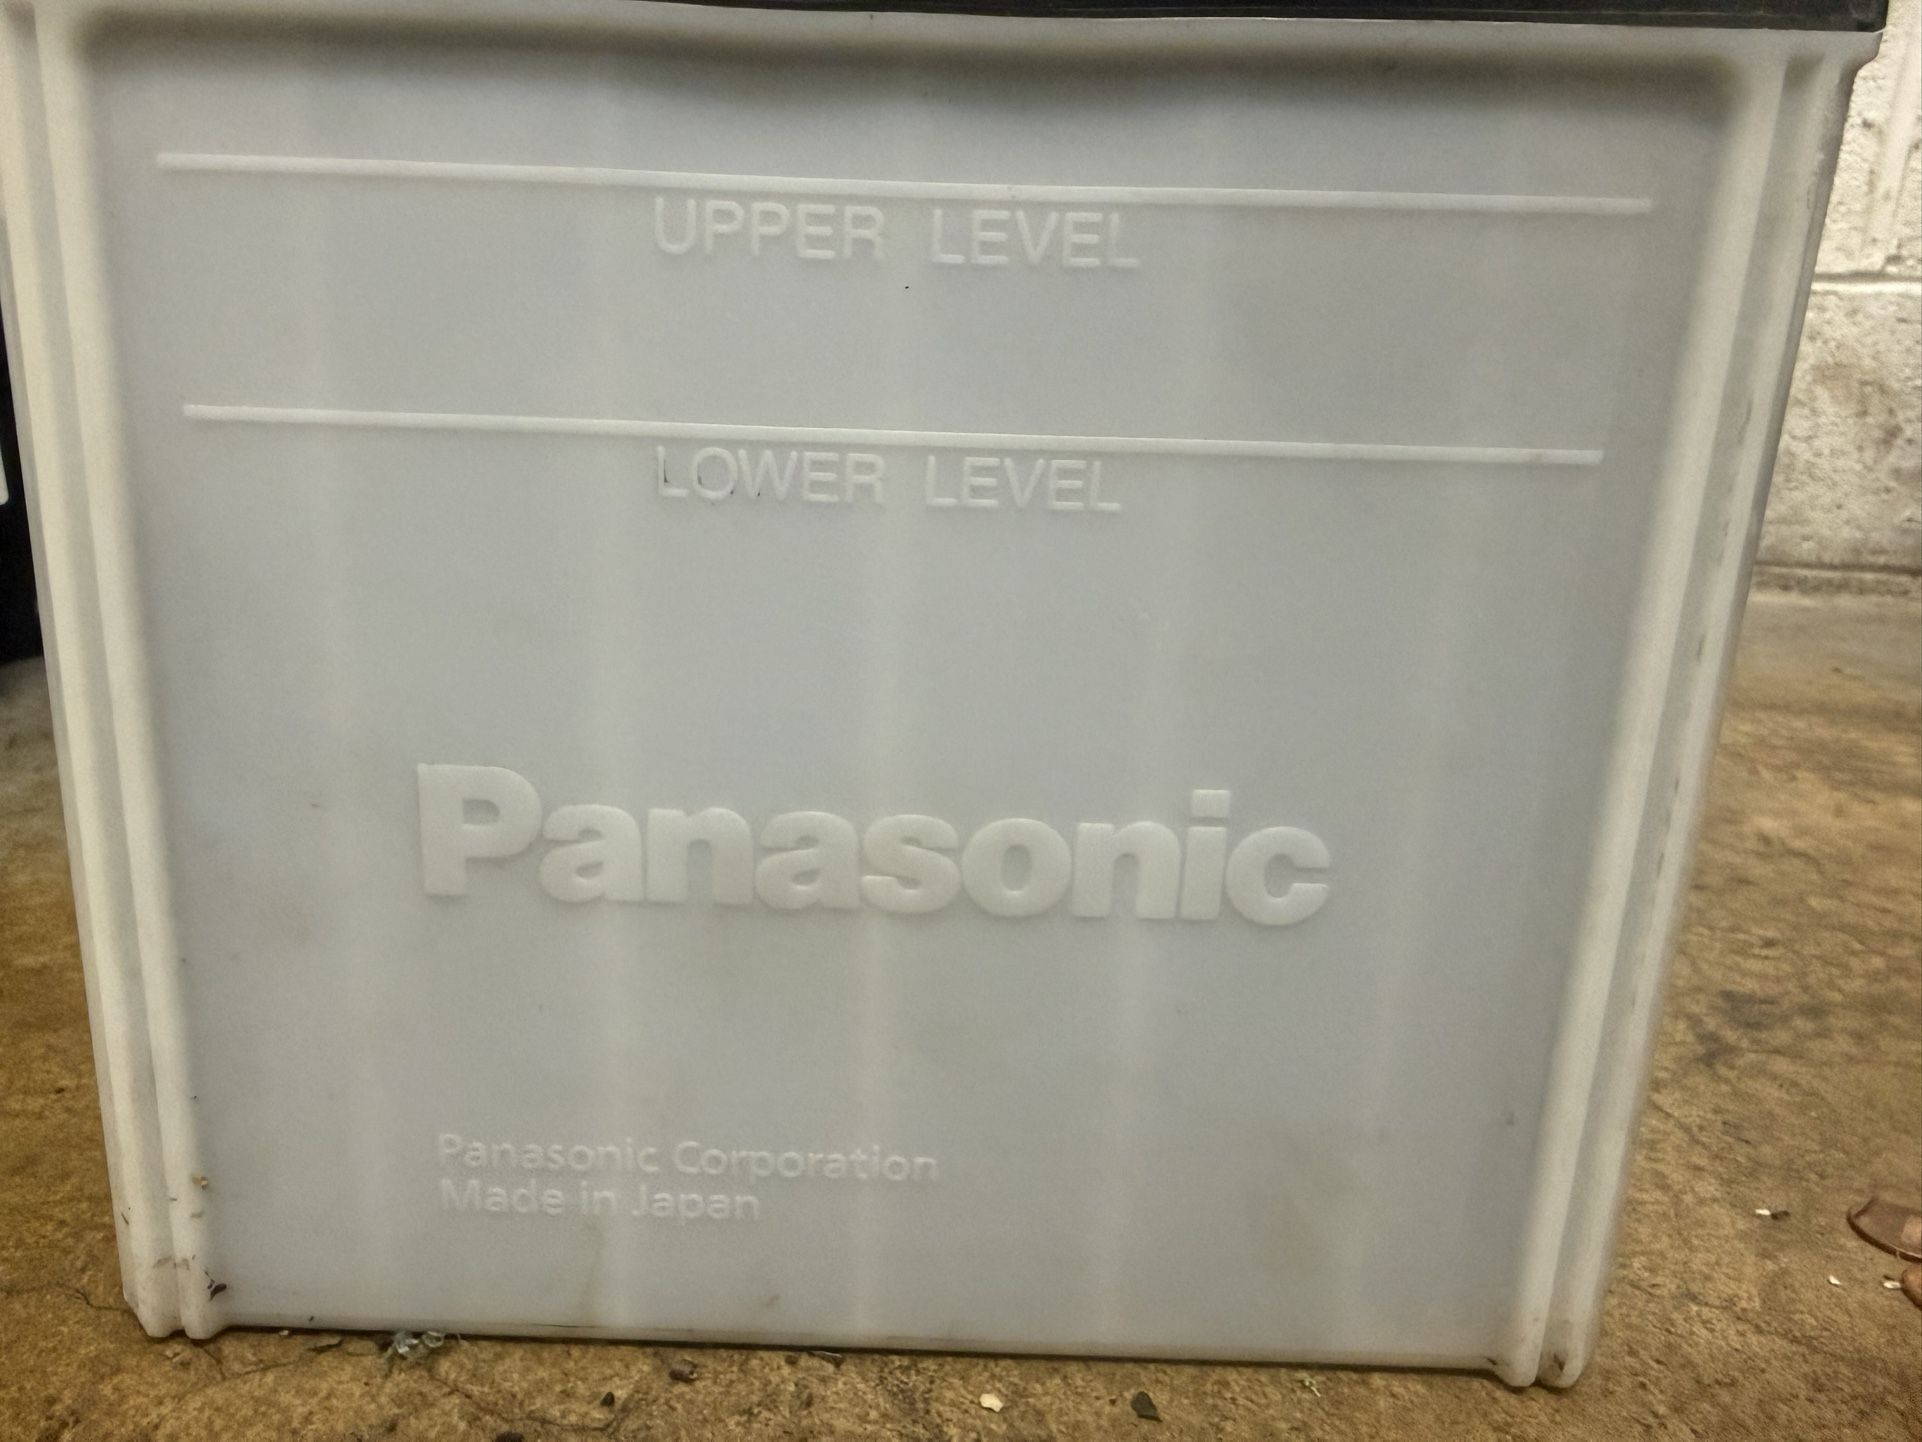 UPPER LEVEL
LOWER LEVEL
Panasonic
Panasonic Corporation
Made in Japan